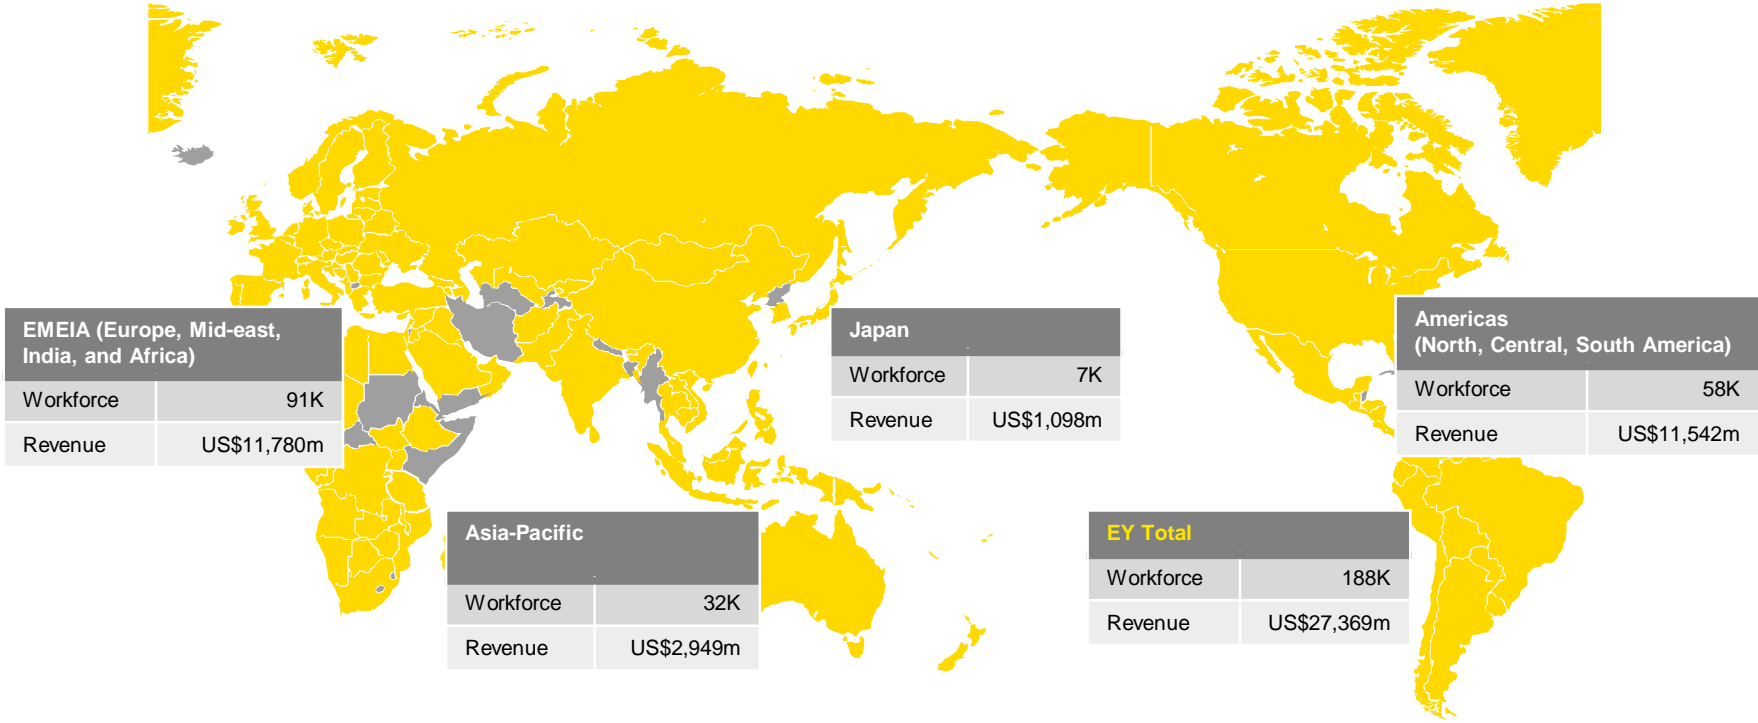 EMEIA (Europe, Mid-east,
India, and Africa)
Workforce 91K
Revenue US$11,780m
Japan
Workforce 7K
Revenue US$1,098m
Americas
(North, Central, South America)
Workforce 58K
Revenue US$11,542m
Asia-Pacific
Workforce 32K
Revenue US$2,949m
EY Total
Workforce 188K
Revenue US$27,369m